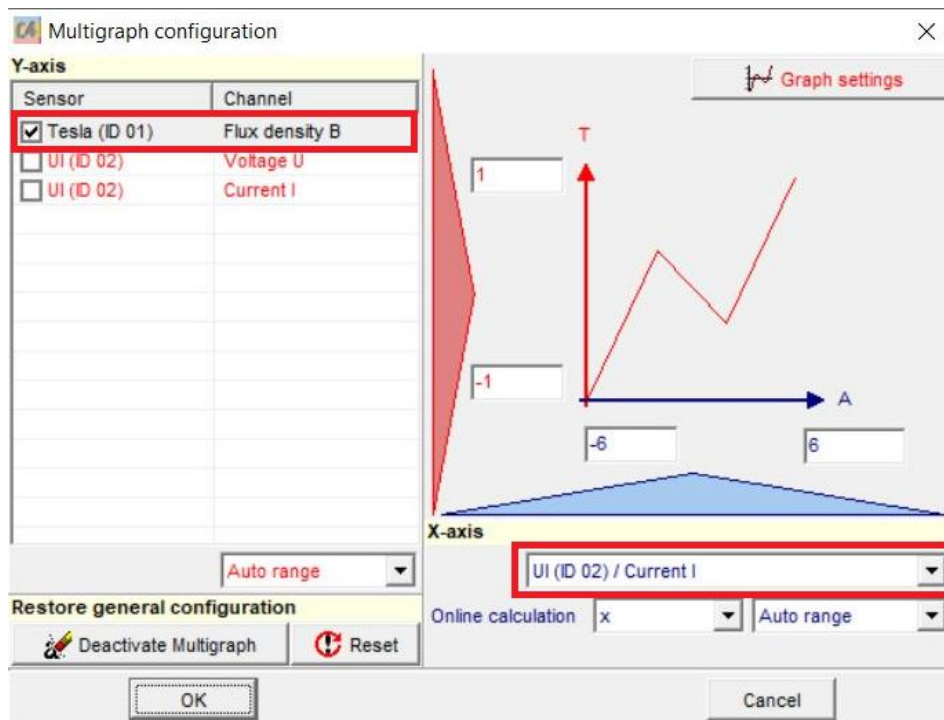 Multigraph configuration
Y-axis
Sensor Channel
Tesla (ID 01) Flux density B
UI (ID 02) Voltage U
UI (ID 02) Current I
Auto range
Restore general configuration
Deactivate Multigraph Reset
Graph settings
T
1
-1
A
-6 6
X-axis
UI (ID 02) / Current I
Online calculation x Auto range
OK Cancel